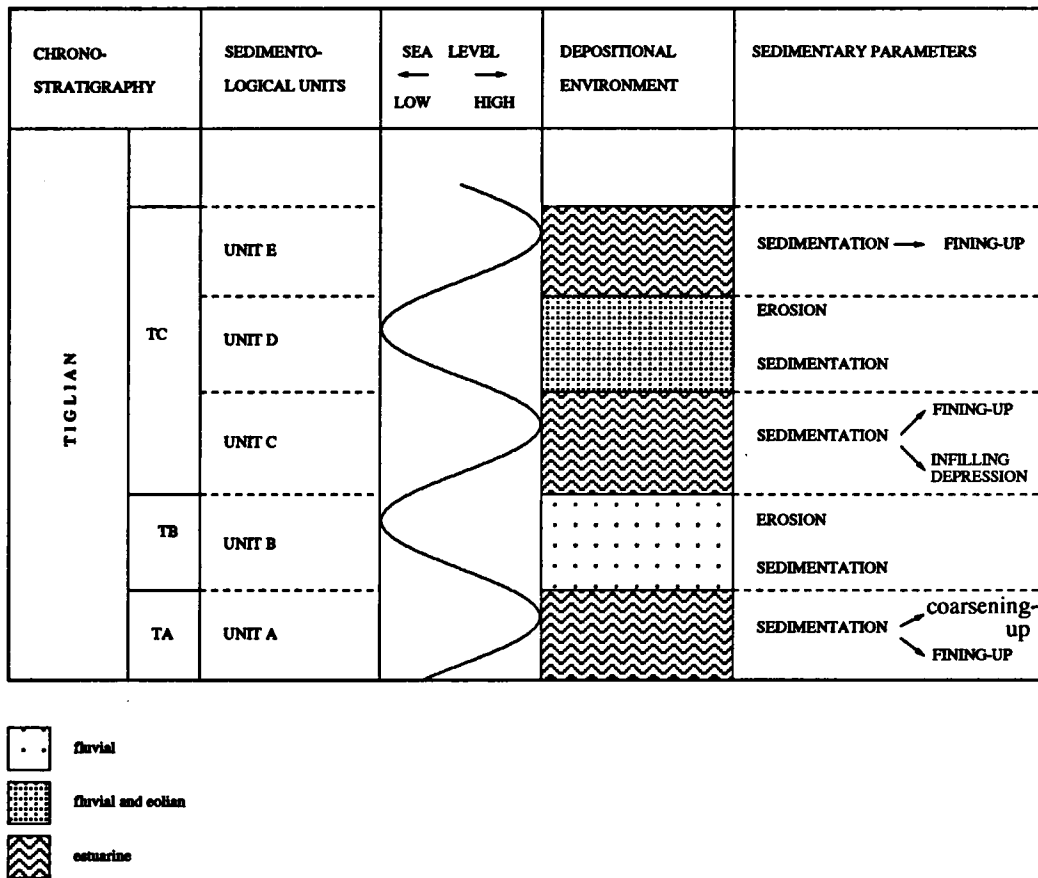 CHRONO-
STRATIGRAPHY
SEDIMENTO-
LOGICAL UNITS
SEA LEVEL
LOW HIGH
DEPOSITIONAL
ENVIRONMENT
SEDIMENTARY PARAMETERS
TIGLIAN
TC
TB
TA
UNIT E
UNIT D
UNIT C
UNIT B
UNIT A
SEDIMENTATION FINING-UP
EROSION
SEDIMENTATION
FINING-UP
SEDIMENTATION
INFILLING
DEPRESSION
EROSION
SEDIMENTATION
coarsening-
up
SEDIMENTATION
FINING-UP
fluvial
fluvial and eolian
estuarine